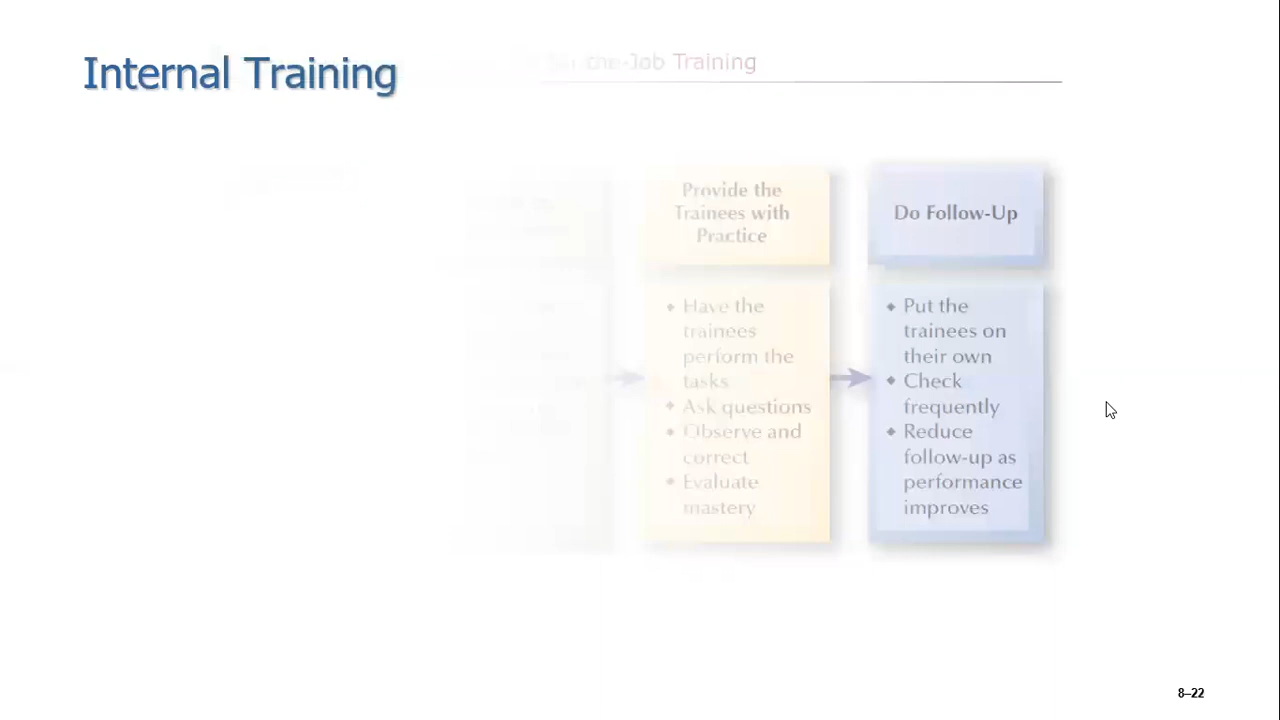 Internal Training
the-Job Training
Provide the
Trainees with
Practice
◆ Have the
trainees
perform the
tasks
◆ Ask questions
◆ Observe and
correct
◆ Evaluate
mastery
Do Follow-Up
◆ Put the
trainees on
their own
◆ Check
frequently
◆ Reduce
follow-up as
performance
improves
8–22